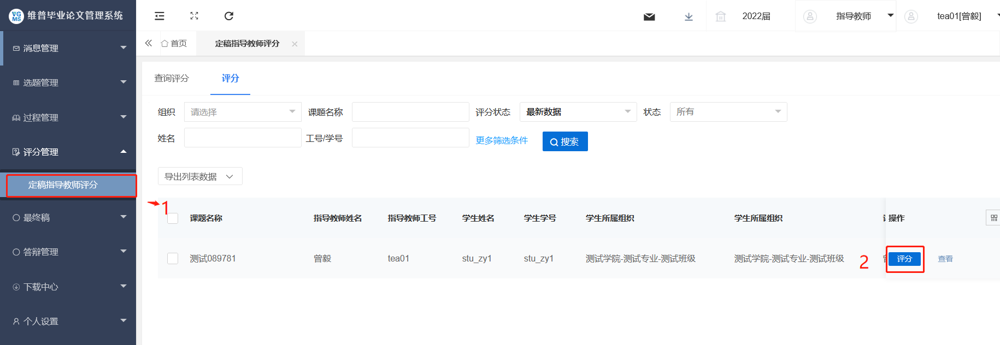 VG MS 维普毕业论文管理系统
2022届 指导教师 tea01[曾毅]
首页 定稿指导教师评分
消息管理
选题管理
过程管理
评分管理
定稿指导教师评分
最终稿
答辩管理
下载中心
个人设置
查询评分 评分
组织 请选择 课题名称 评分状态 最新数据 状态 所有
姓名 工号/学号 更多筛选条件 搜索
导出列表数据
1
课题名称 指导教师姓名 指导教师工号 学生姓名 学生学号 学生所属组织 学生所属组织 操作
测试089781 曾毅 tea01 stu_zy1 stu_zy1 测试学院-测试专业-测试班级 测试学院-测试专业-测试班级 2 评分 查看